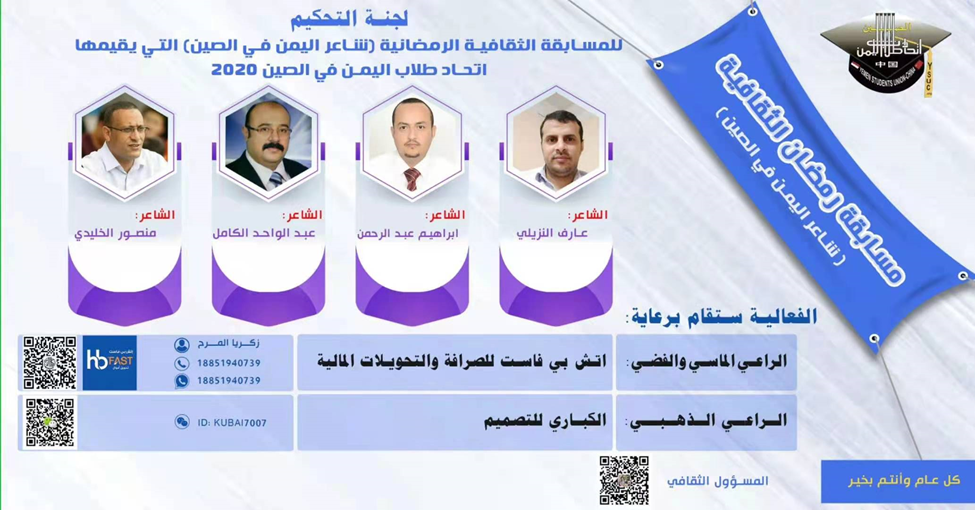 لجنة التحكيم
للمسابقة الثقافية الرمضانية (شاعر اليمن في الصين) التي يقيمها
اتحاد طلاب اليمن في الصين 2020
YEMEN STUDENTS UNION-CHINA
YSUC
مسابقة رمضان الثقافية
( شاعر اليمن في الصين )
الشاعر:
عارف النزيلي
الشاعر:
ابراهيم عبد الرحمن
الشاعر:
عبد الواحد الكامل
الشاعر:
منصور الخليدي
الفعالية ستقام برعاية:
الراعي الماسي والفضي:
اتش بي فاست للصرافة والتحويلات المالية
زكريا المرح
18851940739
18851940739
hb FAST
الراعي الذهبي:
الكباري للتصميم
ID: KUBAI7007
المسؤول الثقافي
كل عام وأنتم بخير